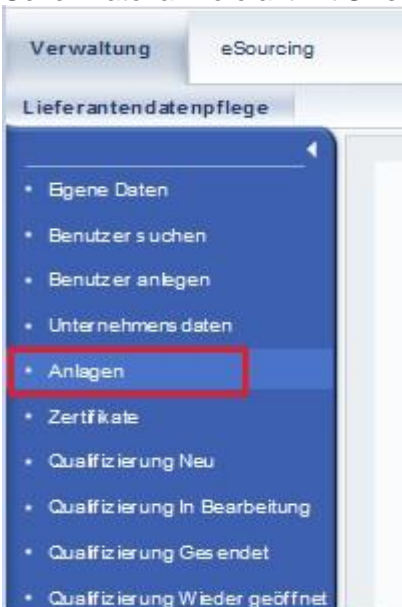 Verwaltung eSourcing
Lieferantendatenpflege
Eigene Daten
Benutzer suchen
Benutzer anlegen
Unternehmensdaten
Anlagen
Zertifikate
Qualifizierung Neu
Qualifizierung In Bearbeitung
Qualifizierung Gesendet
Qualifizierung Wieder geöffnet